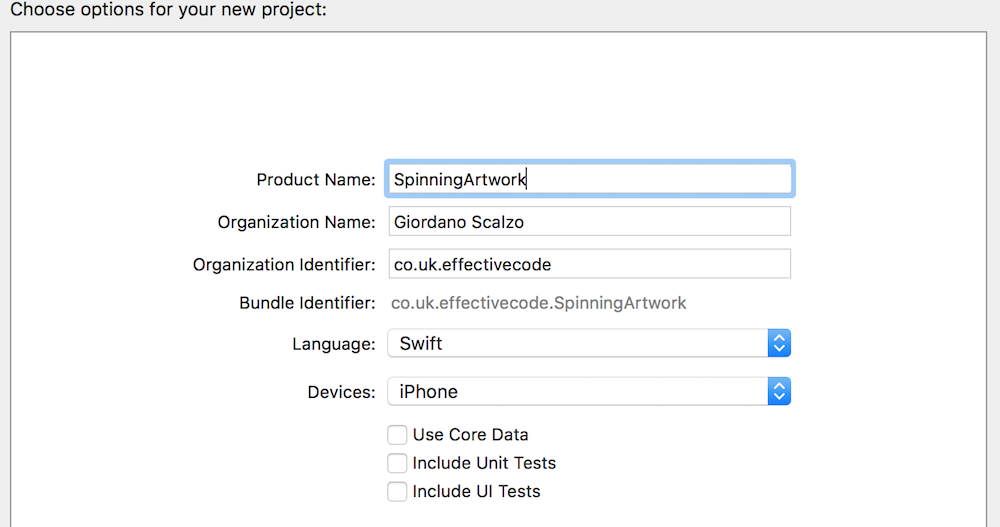 Choose options for your new project:
Product Name: SpinningArtwork
Organization Name: Giordano Scalzo
Organization Identifier: co.uk.effectivecode
Bundle Identifier: co.uk.effectivecode.SpinningArtwork
Language: Swift
Devices: iPhone
Use Core Data
Include Unit Tests
Include UI Tests